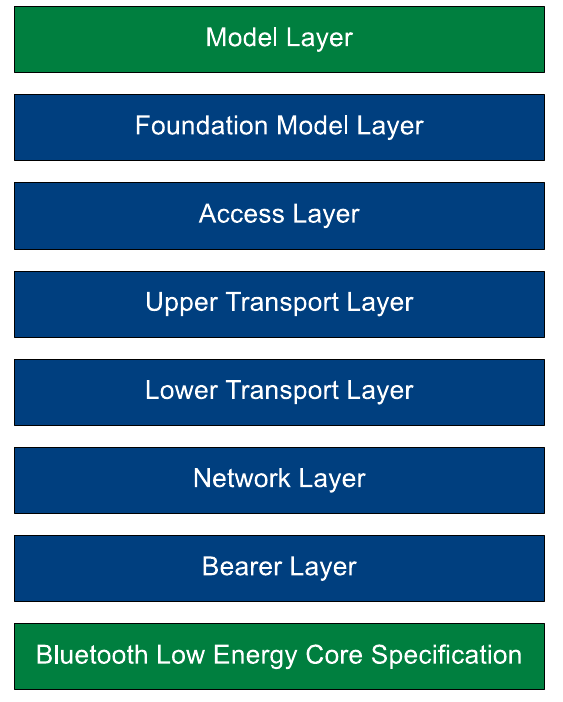 Model Layer
Foundation Model Layer
Access Layer
Upper Transport Layer
Lower Transport Layer
Network Layer
Bearer Layer
Bluetooth Low Energy Core Specification